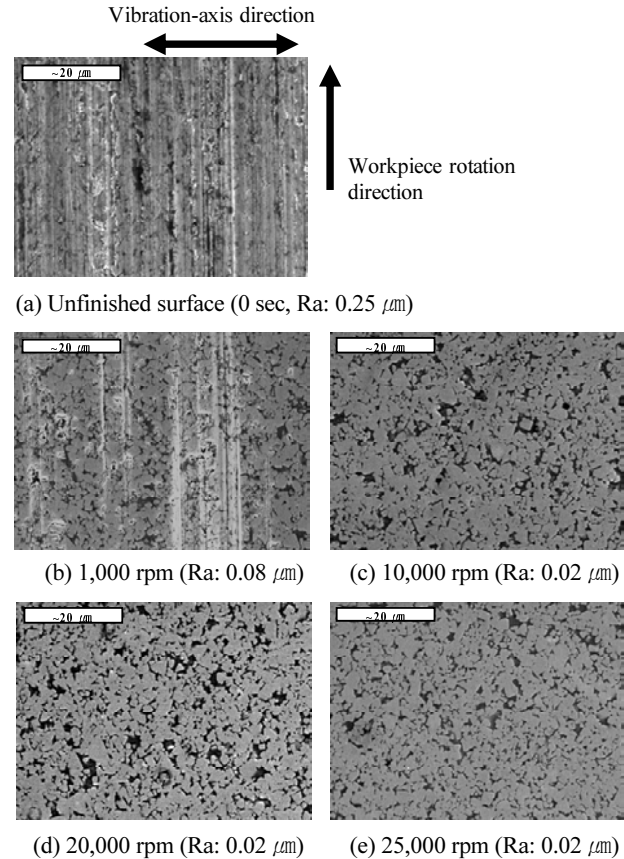 Vibration-axis direction
~20 ㎛
Workpiece rotation
direction
(a) Unfinished surface (0 sec, Ra: 0.25 ㎛)
~20 ㎛
~20 ㎛
(b) 1,000 rpm (Ra: 0.08 ㎛)
(c) 10,000 rpm (Ra: 0.02 ㎛)
~20 ㎛
~20 ㎛
(d) 20,000 rpm (Ra: 0.02 ㎛)
(e) 25,000 rpm (Ra: 0.02 ㎛)